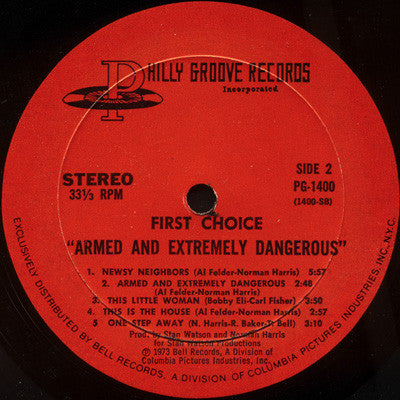 PHILLY GROOVE RECORDS
Incorporated
STEREO
33⅓ RPM
SIDE 2
PG-1400
(1400-SB)
FIRST CHOICE
"ARMED AND EXTREMELY DANGEROUS"
1. NEWSY NEIGHBORS (Al Felder-Norman Harris) 5:57
2. ARMED AND EXTREMELY DANGEROUS 2:48
(Al Felder-Norman Harris)
3. THIS LITTLE WOMAN (Bobby Eli-Carl Fisher) 3:50
4. THIS IS THE HOUSE (Al Felder-Norman Harris) 5:04
5 ONE STEP AWAY (N. Harris-R. Baker-T. Bell) 3:10
Prod. by Stan Watson and Norman Harris
for Stan Watson Productions
℗1973 Bell Records, A Division of
Columbia Pictures Industries, Inc.
EXCLUSIVELY DISTRIBUTED BY BELL RECORDS, A DIVISION OF COLUMBIA PICTURES INDUSTRIES, INC., N.Y.C.